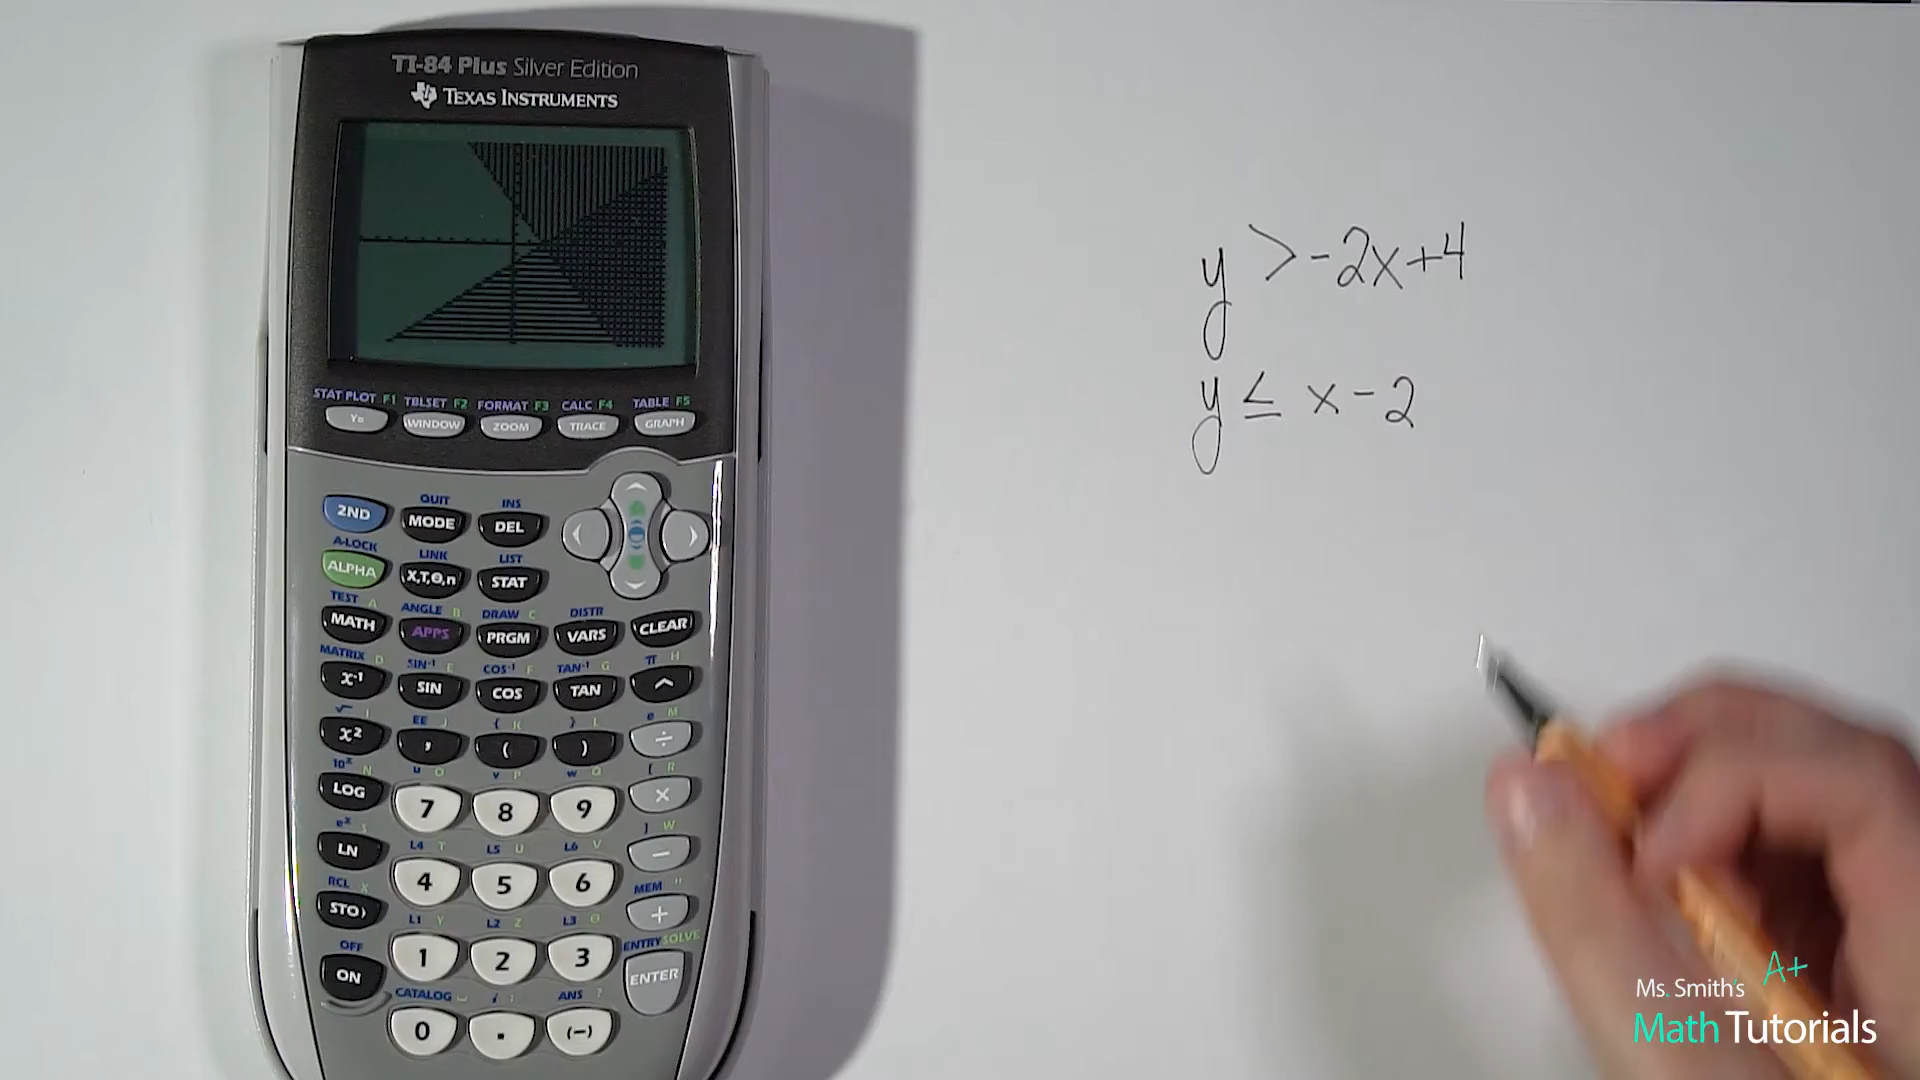 TI-84 Plus Silver Edition
TEXAS INSTRUMENTS
y > -2x+4
y ≤ x-2
STAT PLOT F1 TBLSET F2 FORMAT F3 CALC F4 TABLE F5
Y= WINDOW ZOOM TRACE GRAPH
QUIT INS
2ND MODE DEL
A-LOCK LINK LIST
ALPHA X,T,Θ,n STAT
TEST A ANGLE B DRAW C DISTR
MATH APPS PRGM VARS CLEAR
MATRIX D SIN-1 E COS-1 F TAN-1 G π H
x-1 SIN COS TAN ^
√ I EE J { K } L e M
x² , ( ) ÷
10x N u O v P w Q [ R
LOG 7 8 9 ×
ex S L4 T L5 U L6 V ] W
LN 4 5 6 −
RCL X L1 Y L2 Z L3 Θ MEM "
STO› 1 2 3 +
OFF CATALOG i : ANS ? ENTRY SOLVE
ON 0 . (−) ENTER
Ms. Smith's A+
Math Tutorials